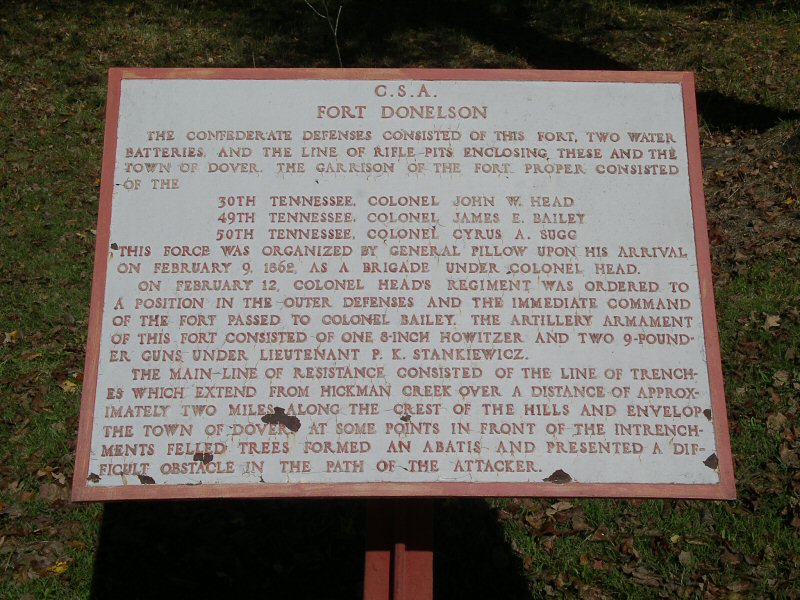 C.S.A.
FORT DONELSON
THE CONFEDERATE DEFENSES CONSISTED OF THIS FORT, TWO WATER
BATTERIES, AND THE LINE OF RIFLE-PITS ENCLOSING THESE AND THE
TOWN OF DOVER. THE GARRISON OF THE FORT PROPER CONSISTED
OF THE
30TH TENNESSEE, COLONEL JOHN W. HEAD
49TH TENNESSEE, COLONEL JAMES E. BAILEY
50TH TENNESSEE, COLONEL CYRUS A. SUGG
THIS FORCE WAS ORGANIZED BY GENERAL PILLOW UPON HIS ARRIVAL
ON FEBRUARY 9, 1862, AS A BRIGADE UNDER COLONEL HEAD.
ON FEBRUARY 12, COLONEL HEAD'S REGIMENT WAS ORDERED TO
A POSITION IN THE OUTER DEFENSES AND THE IMMEDIATE COMMAND
OF THE FORT PASSED TO COLONEL BAILEY. THE ARTILLERY ARMAMENT
OF THIS FORT CONSISTED OF ONE 8-INCH HOWITZER AND TWO 9-POUND-
ER GUNS UNDER LIEUTENANT P. K. STANKIEWICZ.
THE MAIN LINE OF RESISTANCE CONSISTED OF THE LINE OF TRENCH-
ES WHICH EXTEND FROM HICKMAN CREEK OVER A DISTANCE OF APPROX-
IMATELY TWO MILES ALONG THE CREST OF THE HILLS AND ENVELOP
THE TOWN OF DOVER. AT SOME POINTS IN FRONT OF THE INTRENCH-
MENTS FELLED TREES FORMED AN ABATIS AND PRESENTED A DIF-
FICULT OBSTACLE IN THE PATH OF THE ATTACKER.